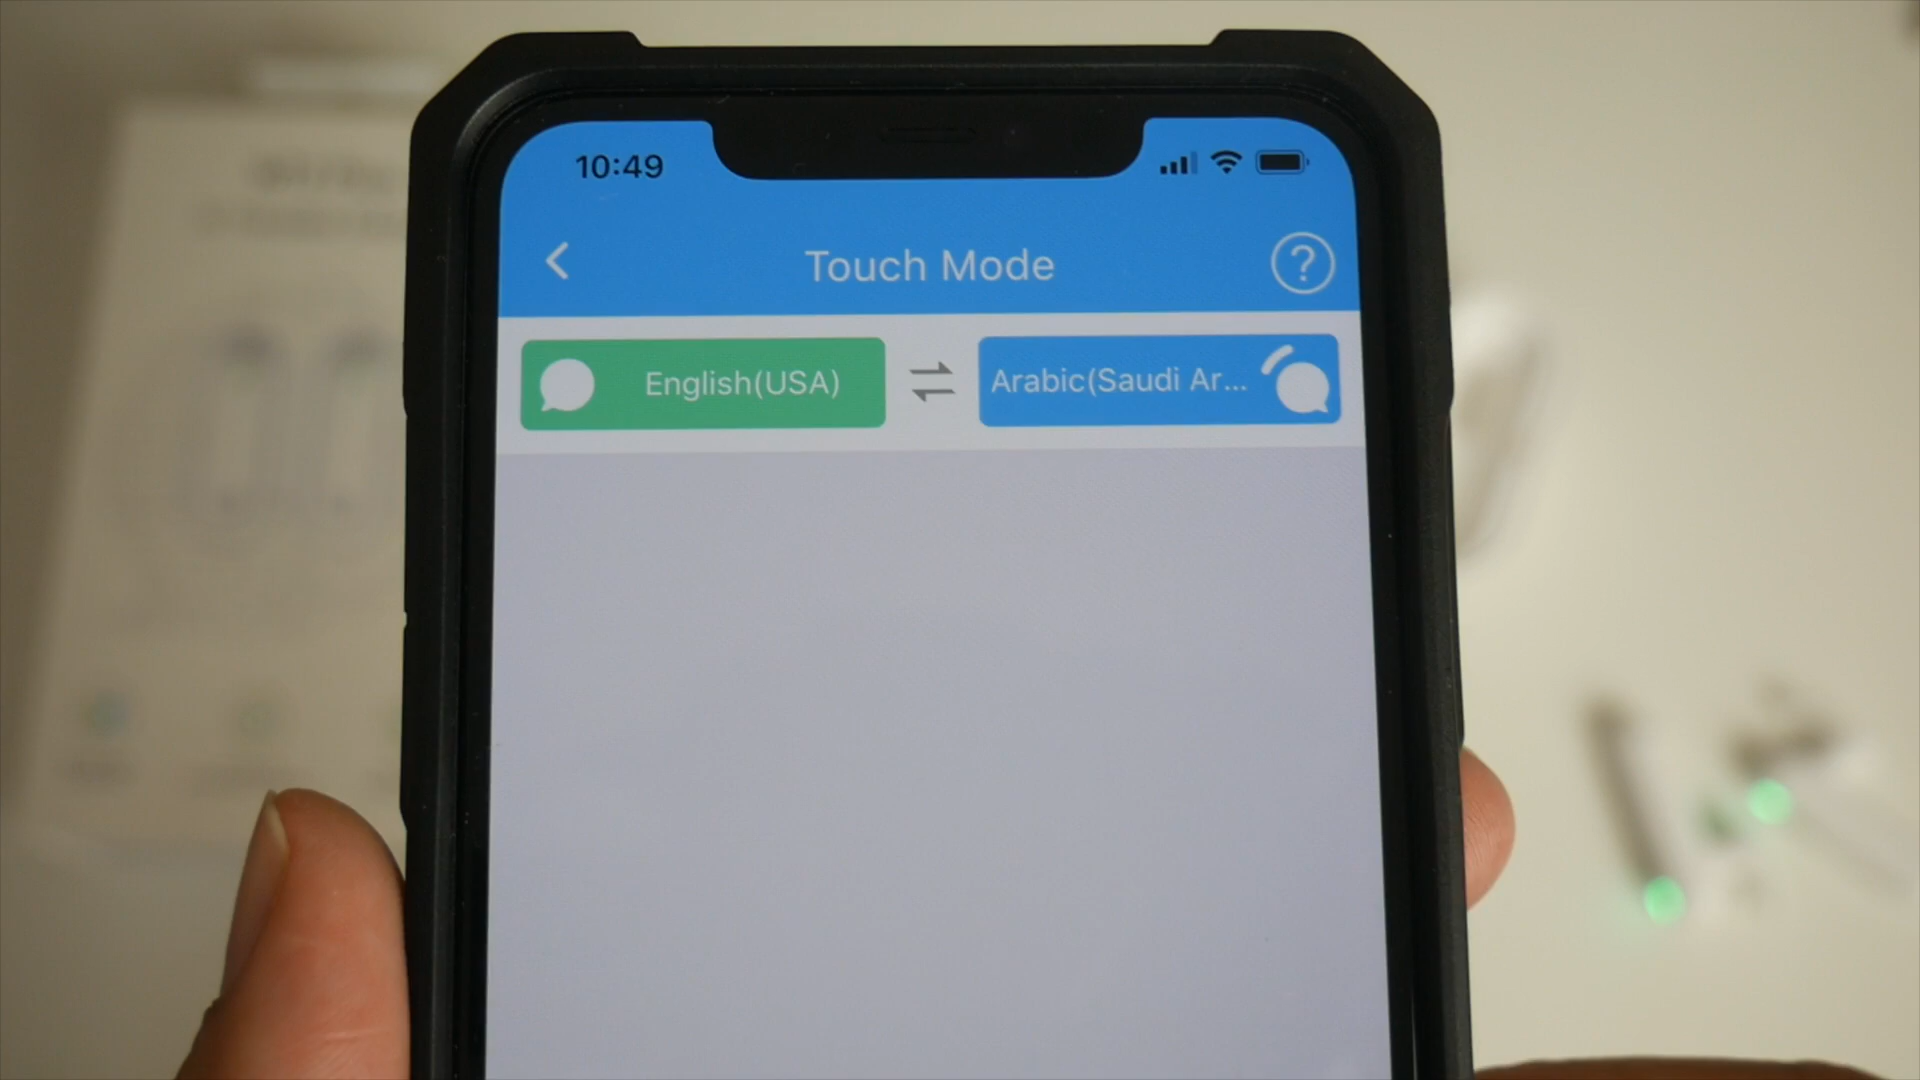 10:49
Touch Mode
?
English(USA)
Arabic(Saudi Ar...